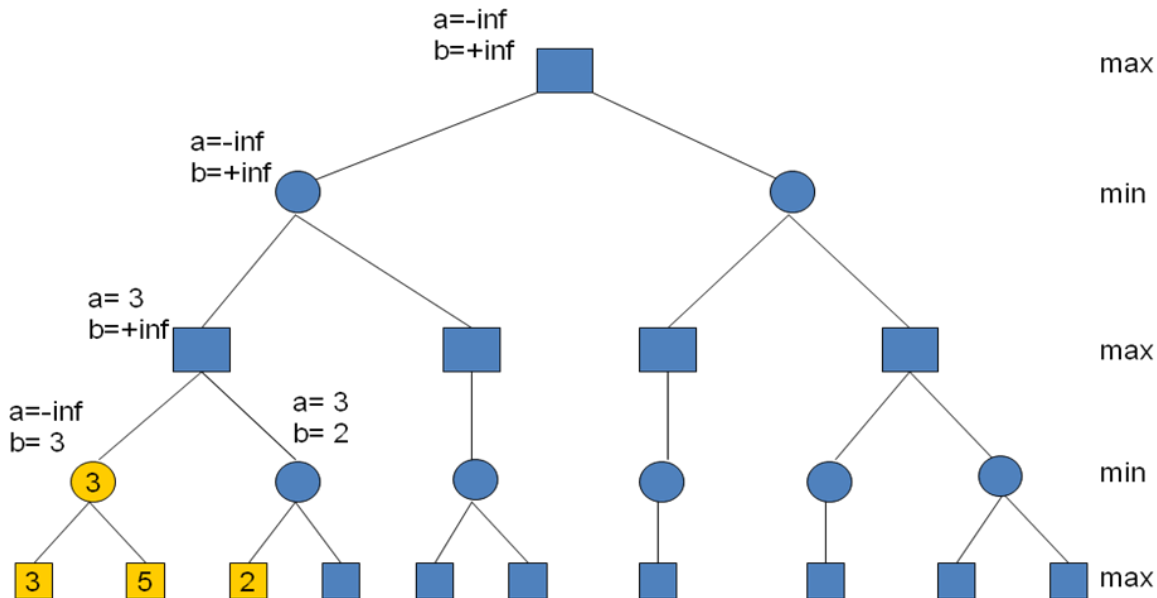 a=-inf
b=+inf
max
a=-inf
b=+inf
min
a= 3
b=+inf
max
a=-inf
b= 3
a= 3
b= 2
3
min
3
5
2
max